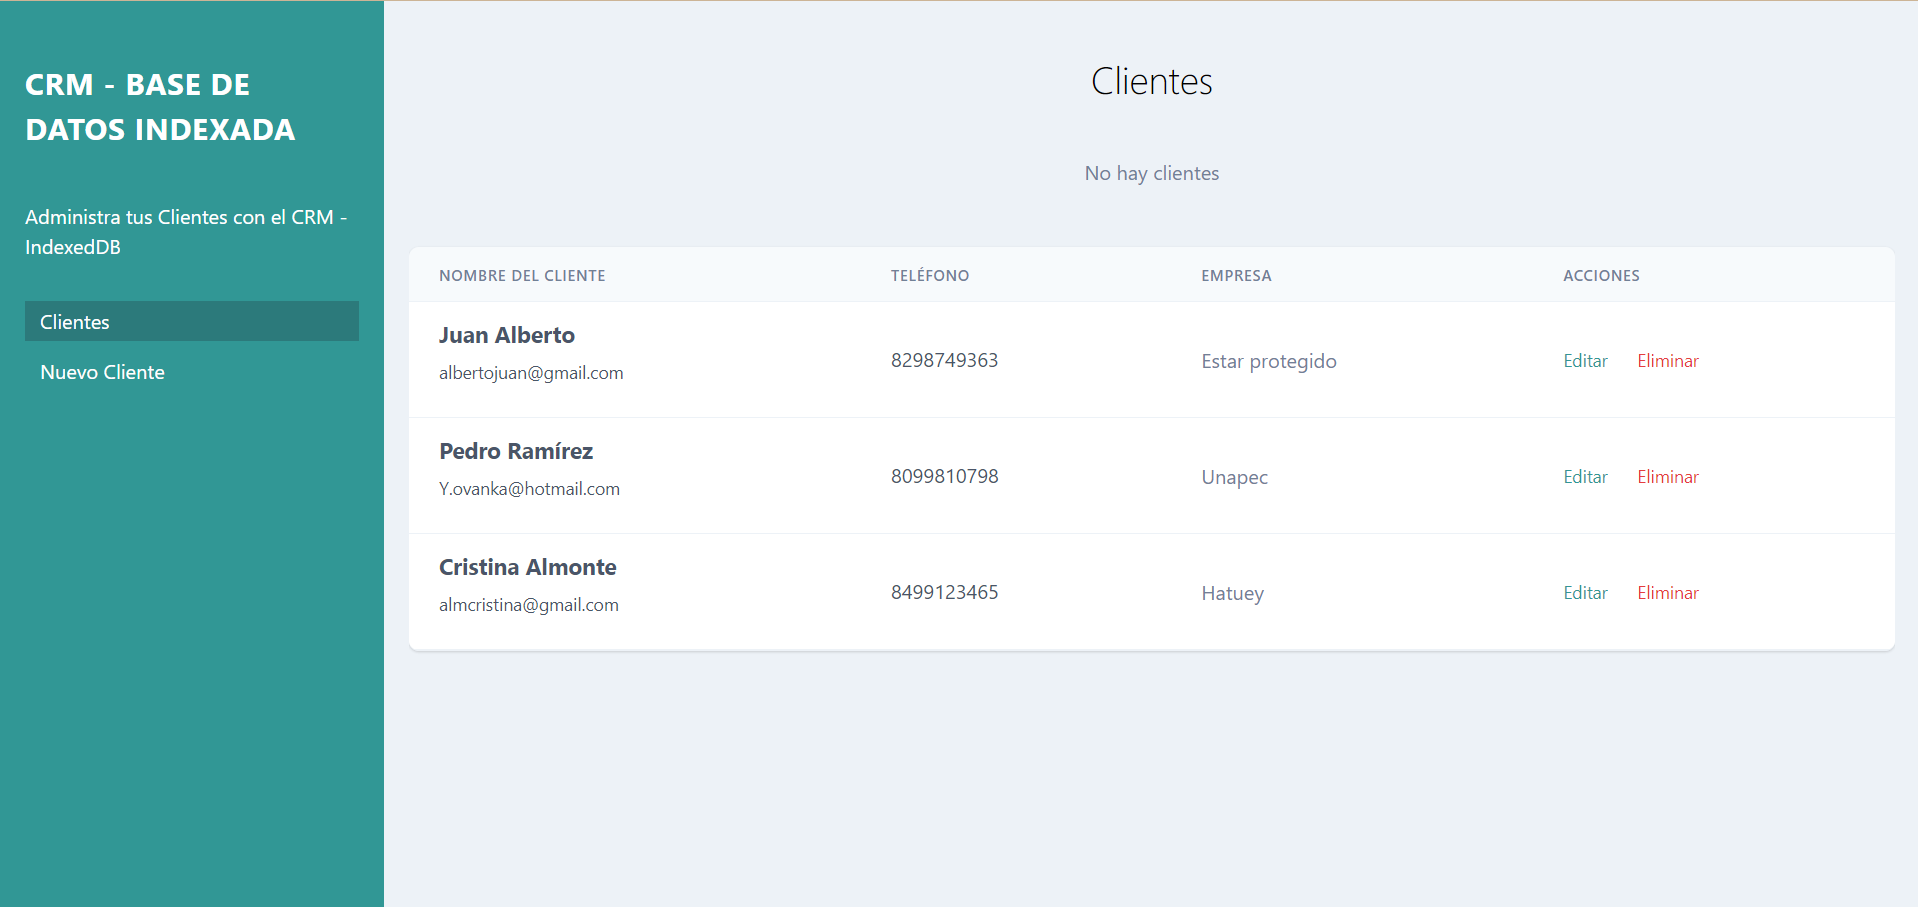 CRM - BASE DE
DATOS INDEXADA
Administra tus Clientes con el CRM -
IndexedDB
Clientes
Nuevo Cliente
Clientes
No hay clientes
NOMBRE DEL CLIENTE TELÉFONO EMPRESA ACCIONES
Juan Alberto
albertojuan@gmail.com
8298749363 Estar protegido Editar Eliminar
Pedro Ramírez
Y.ovanka@hotmail.com
8099810798 Unapec Editar Eliminar
Cristina Almonte
almcristina@gmail.com
8499123465 Hatuey Editar Eliminar